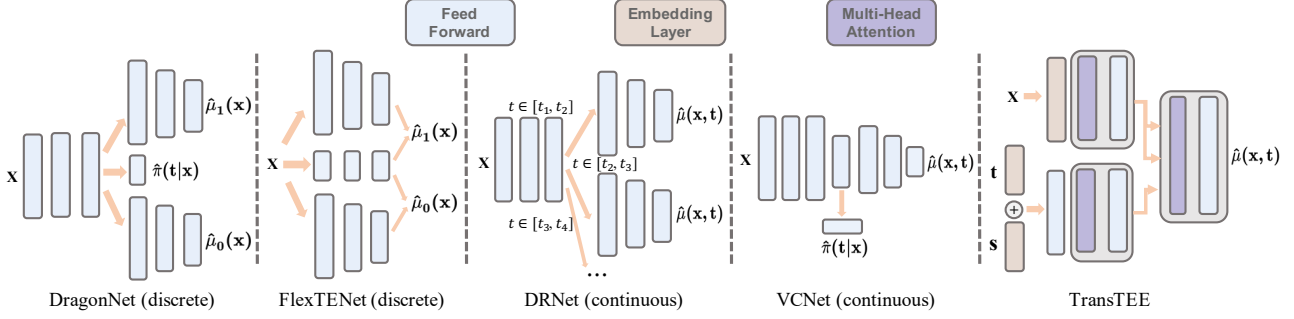 Feed
Forward
Embedding
Layer
Multi-Head
Attention
x
μ̂₁(x)
π̂(t|x)
μ̂₀(x)
DragonNet (discrete)
x
μ̂₁(x)
μ̂₀(x)
FlexTENet (discrete)
x
t ∈ [t₁, t₂]
t ∈ [t₂, t₃]
t ∈ [t₃, t₄]
μ̂(x, t)
μ̂(x, t)
...
DRNet (continuous)
x
μ̂(x, t)
π̂(t|x)
VCNet (continuous)
x
t
+
s
μ̂(x, t)
TransTEE